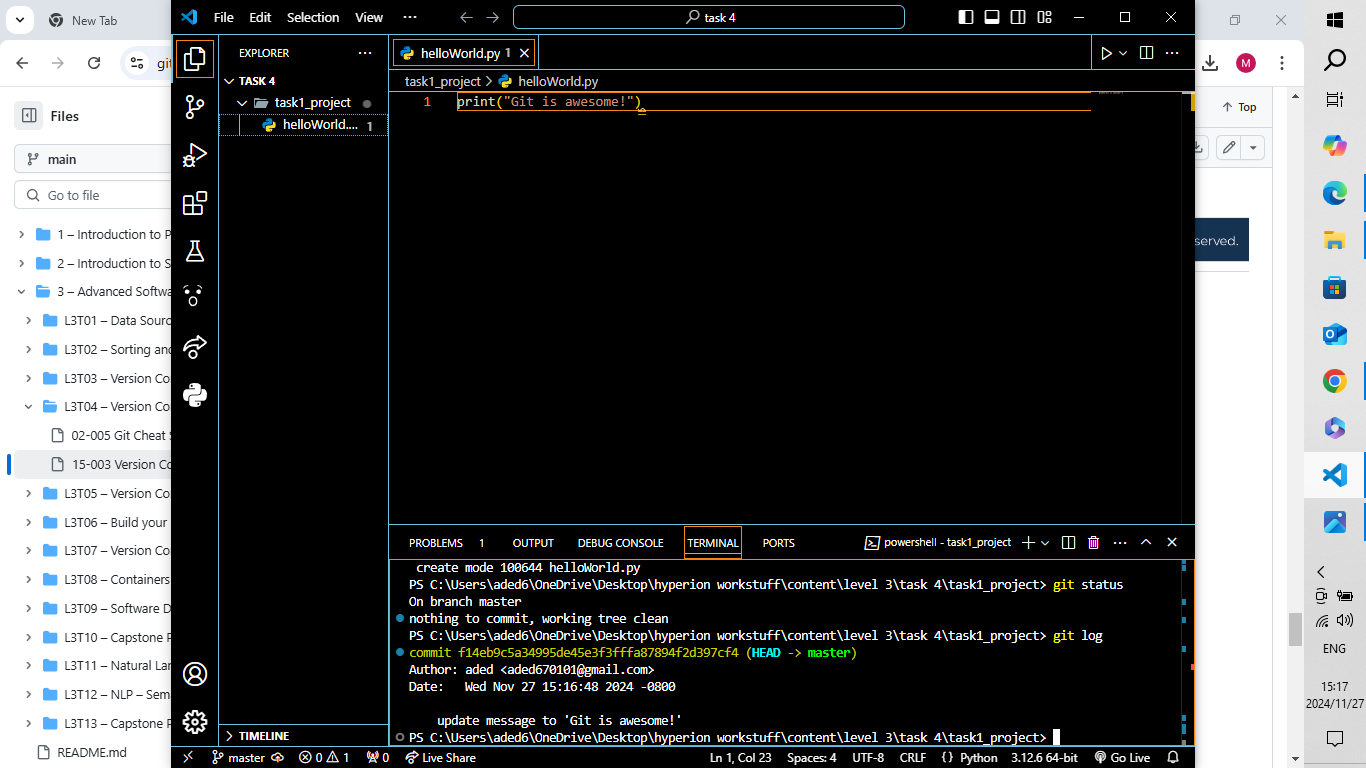 New Tab
git
Files
main
Go to file
1 – Introduction to P
2 – Introduction to S
3 – Advanced Softwa
L3T01 – Data Sourc
L3T02 – Sorting and
L3T03 – Version Co
L3T04 – Version Co
02-005 Git Cheat S
15-003 Version Co
L3T05 – Version Co
L3T06 – Build your
L3T07 – Version Co
L3T08 – Containers
L3T09 – Software D
L3T10 – Capstone P
L3T11 – Natural Lan
L3T12 – NLP – Sema
L3T13 – Capstone P
README.md
File Edit Selection View ···
task 4
EXPLORER ···
TASK 4
task1_project
helloWorld.... 1
TIMELINE
helloWorld.py 1
task1_project > helloWorld.py
1 print("Git is awesome!")
PROBLEMS 1 OUTPUT DEBUG CONSOLE TERMINAL PORTS
powershell - task1_project
create mode 100644 helloWorld.py
PS C:\Users\aded6\OneDrive\Desktop\hyperion workstuff\content\level 3\task 4\task1_project> git status
On branch master
nothing to commit, working tree clean
PS C:\Users\aded6\OneDrive\Desktop\hyperion workstuff\content\level 3\task 4\task1_project> git log
commit f14eb9c5a34995de45e3f3fffa87894f2d397cf4 (HEAD -> master)
Author: aded <aded670101@gmail.com>
Date: Wed Nov 27 15:16:48 2024 -0800
update message to 'Git is awesome!'
PS C:\Users\aded6\OneDrive\Desktop\hyperion workstuff\content\level 3\task 4\task1_project>
master 0 1 0 Live Share
Ln 1, Col 23 Spaces: 4 UTF-8 CRLF {} Python 3.12.6 64-bit Go Live
M
Top
served.
ENG
15:17
2024/11/27